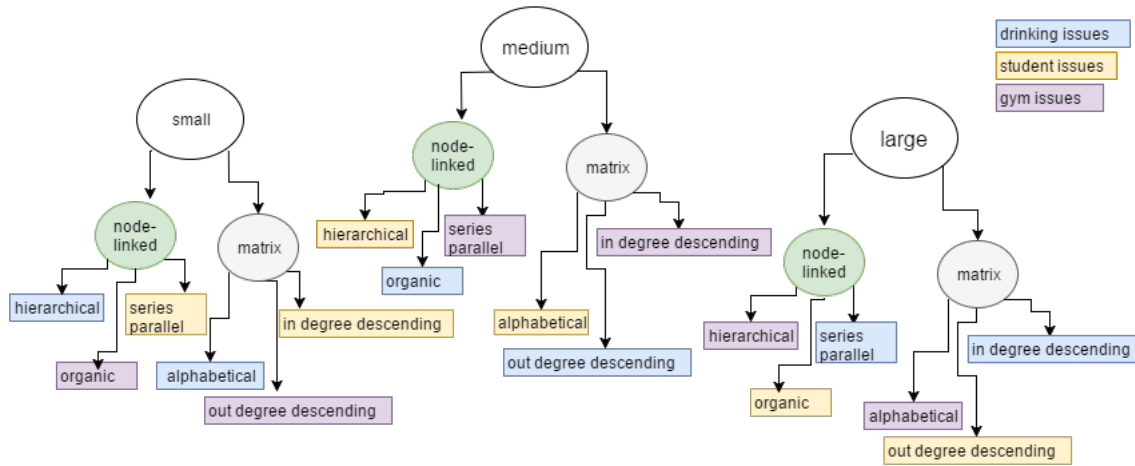 drinking issues
student issues
gym issues
small
node-
linked
matrix
hierarchical
series
parallel
organic
alphabetical
in degree descending
out degree descending
medium
node-
linked
matrix
hierarchical
organic
series
parallel
in degree descending
alphabetical
out degree descending
large
node-
linked
matrix
hierarchical
series
parallel
organic
in degree descending
alphabetical
out degree descending